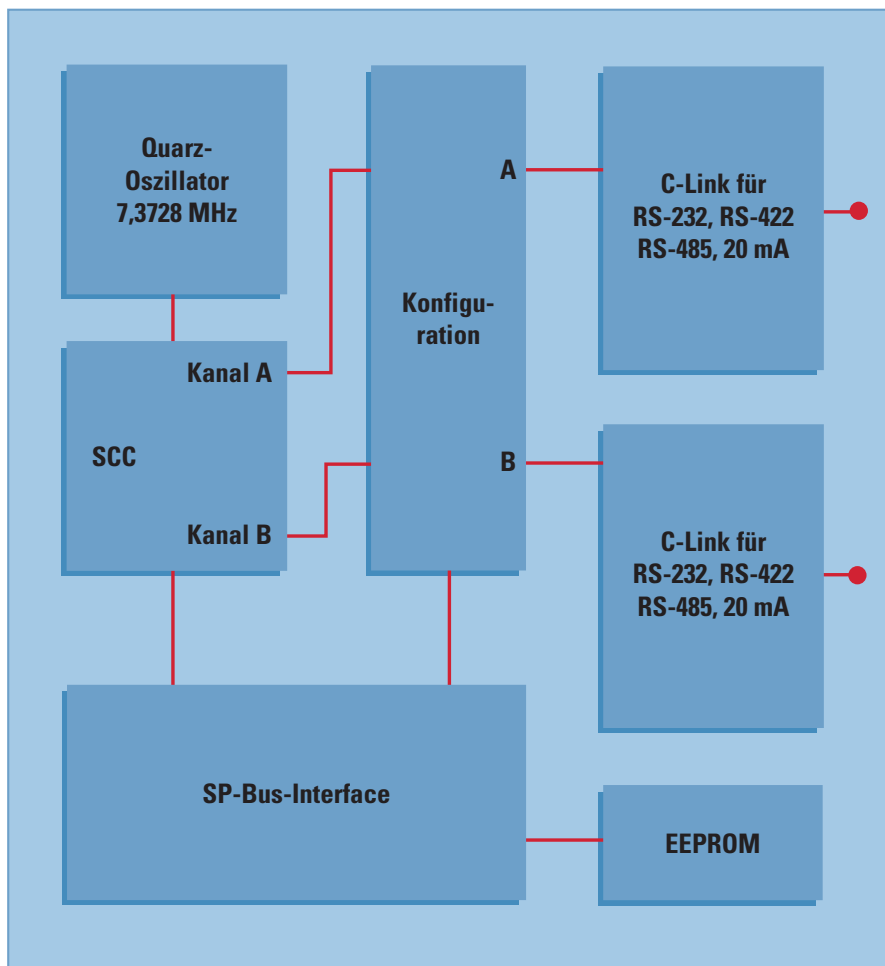 Quarz-
Oszillator
7,3728 MHz
Kanal A
SCC
Kanal B
A
Konfigu-
ration
B
C-Link für
RS-232, RS-422
RS-485, 20 mA
C-Link für
RS-232, RS-422
RS-485, 20 mA
SP-Bus-Interface
EEPROM